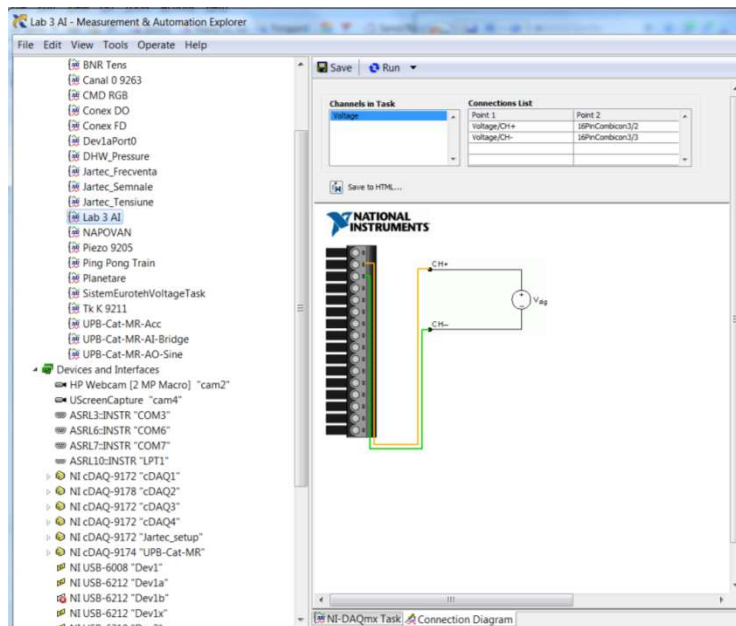 Lab 3 AI - Measurement & Automation Explorer
File Edit View Tools Operate Help
BNR Tens
Canal 0 9263
CMD RGB
Conex DO
Conex FD
Dev1aPort0
DHW_Pressure
Jartec_Frecventa
Jartec_Semnale
Jartec_Tensiune
Lab 3 AI
NAPOVAN
Piezo 9205
Ping Pong Train
Planetare
SistemEurotehVoltageTask
Tk K 9211
UPB-Cat-MR-Acc
UPB-Cat-MR-AI-Bridge
UPB-Cat-MR-AO-Sine
Devices and Interfaces
HP Webcam [2 MP Macro] "cam2"
UScreenCapture "cam4"
ASRL3::INSTR "COM3"
ASRL6::INSTR "COM6"
ASRL7::INSTR "COM7"
ASRL10::INSTR "LPT1"
NI cDAQ-9172 "cDAQ1"
NI cDAQ-9178 "cDAQ2"
NI cDAQ-9172 "cDAQ3"
NI cDAQ-9172 "cDAQ4"
NI cDAQ-9172 "Jartec_setup"
NI cDAQ-9174 "UPB-Cat-MR"
NI USB-6008 "Dev1"
NI USB-6212 "Dev1a"
NI USB-6212 "Dev1b"
NI USB-6212 "Dev1x"
Save Run
Channels in Task
Voltage
Connections List
Point 1 Point 2
Voltage/CH+ 16PinCombicon3/2
Voltage/CH- 16PinCombicon3/3
Save to HTML...
NATIONAL
INSTRUMENTS
CH+
Vsig
CH-
NI-DAQmx Task Connection Diagram